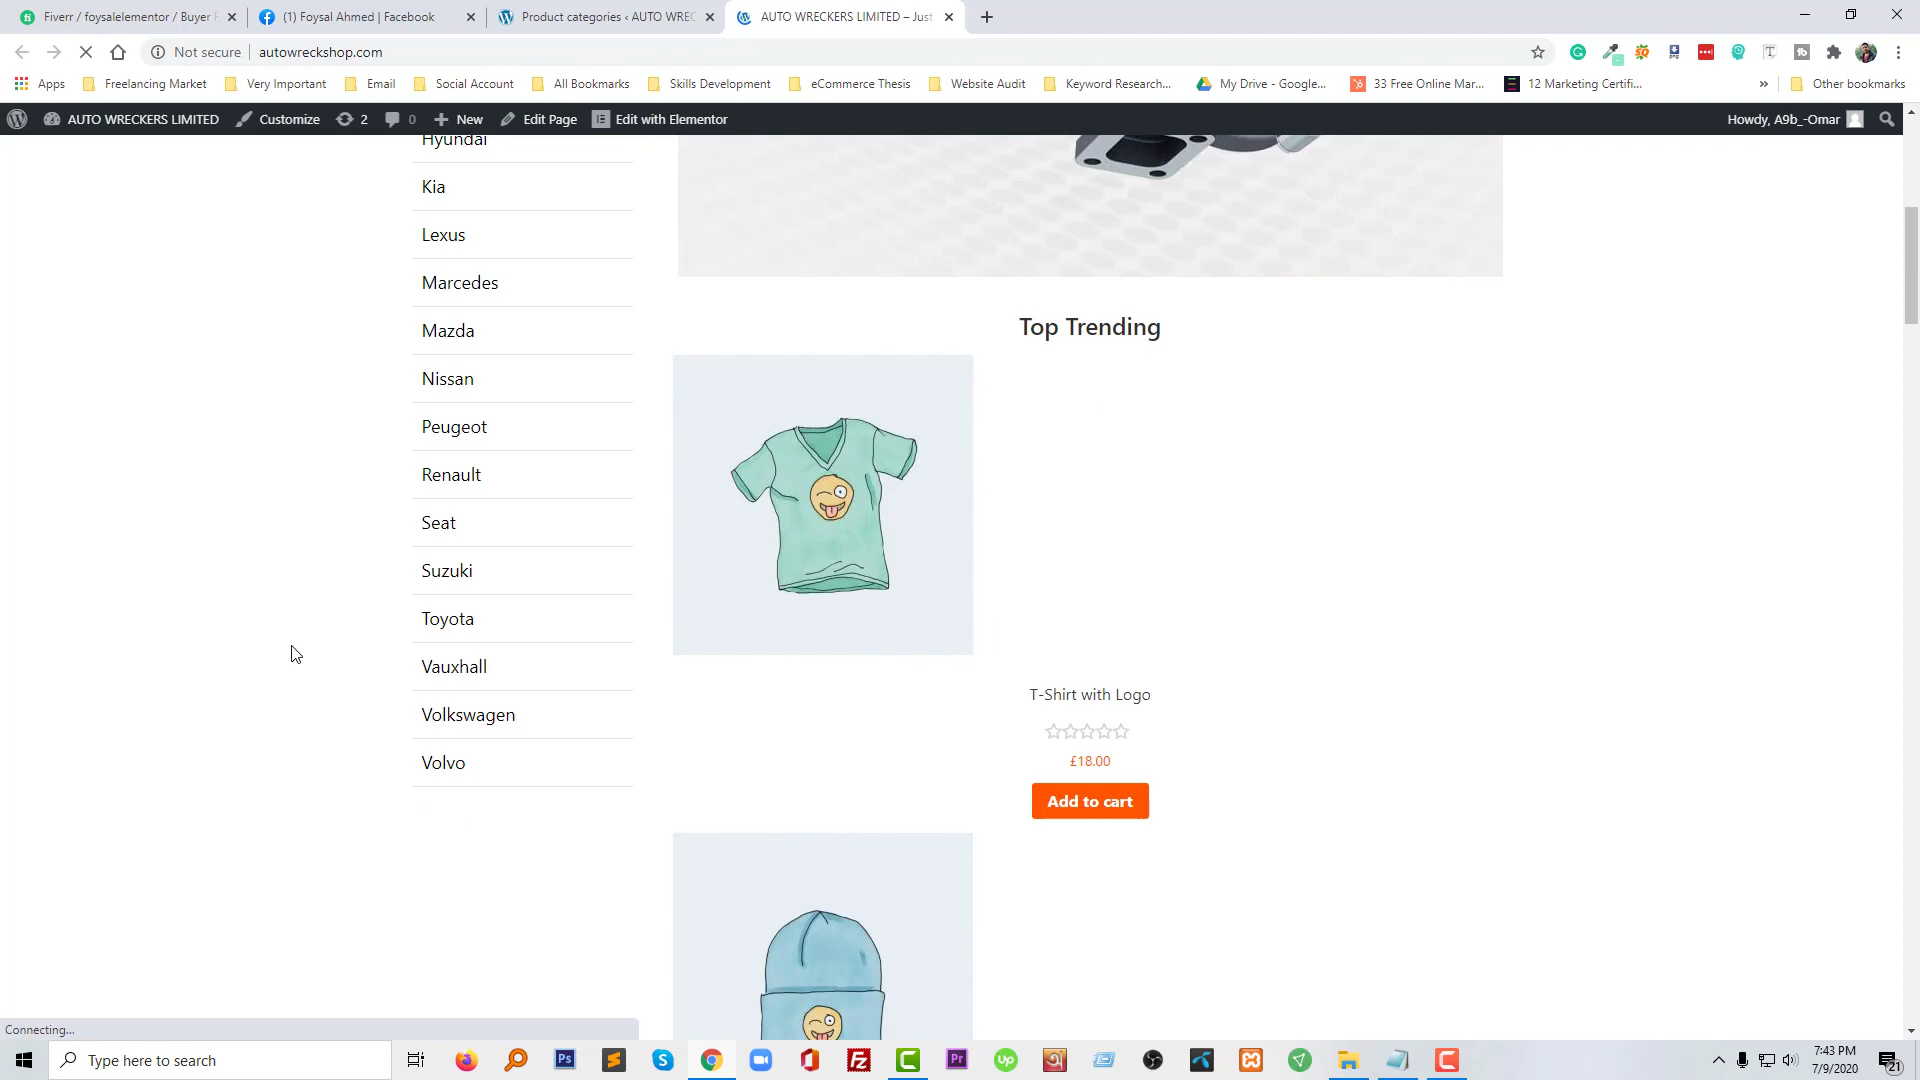 Fiverr / foysalelementor / Buyer R
(1) Foysal Ahmed | Facebook
Product categories ‹ AUTO WREC
AUTO WRECKERS LIMITED – Just
Not secure
autowreckshop.com
Apps
Freelancing Market
Very Important
Email
Social Account
All Bookmarks
Skills Development
eCommerce Thesis
Website Audit
Keyword Research...
My Drive - Google...
33 Free Online Mar...
12 Marketing Certifi...
»
Other bookmarks
AUTO WRECKERS LIMITED
Customize
2
0
New
Edit Page
Edit with Elementor
Howdy, A9b_-Omar
Hyundai
Kia
Lexus
Marcedes
Mazda
Nissan
Peugeot
Renault
Seat
Suzuki
Toyota
Vauxhall
Volkswagen
Volvo
Top Trending
T-Shirt with Logo
£18.00
Add to cart
Connecting...
Type here to search
7:43 PM
7/9/2020
21